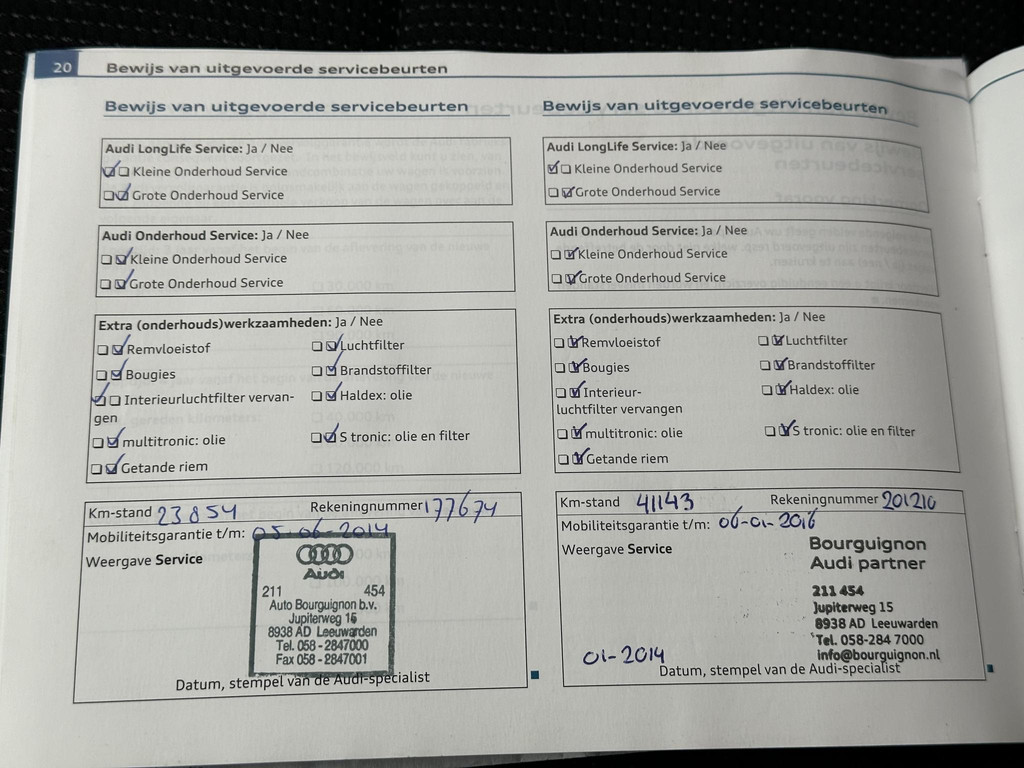 20 Bewijs van uitgevoerde servicebeurten
Bewijs van uitgevoerde servicebeurten
Audi LongLife Service: Ja / Nee
Kleine Onderhoud Service
Grote Onderhoud Service
Audi Onderhoud Service: Ja / Nee
Kleine Onderhoud Service
Grote Onderhoud Service
Extra (onderhouds)werkzaamheden: Ja / Nee
Remvloeistof Luchtfilter
Bougies Brandstoffilter
Interieurluchtfilter vervan- Haldex: olie
gen
multitronic: olie S tronic: olie en filter
Getande riem
Km-stand 23854 Rekeningnummer 177674
Mobiliteitsgarantie t/m: 05-06-2014
Weergave Service
Audi
211 454
Auto Bourguignon b.v.
Jupiterweg 15
8938 AD Leeuwarden
Tel. 058-2847000
Fax 058-2847001
Datum, stempel van de Audi-specialist
Bewijs van uitgevoerde servicebeurten
Audi LongLife Service: Ja / Nee
Kleine Onderhoud Service
Grote Onderhoud Service
Audi Onderhoud Service: Ja / Nee
Kleine Onderhoud Service
Grote Onderhoud Service
Extra (onderhouds)werkzaamheden: Ja / Nee
Remvloeistof Luchtfilter
Bougies Brandstoffilter
Interieur- Haldex: olie
luchtfilter vervangen
multitronic: olie S tronic: olie en filter
Getande riem
Km-stand 41143 Rekeningnummer 201210
Mobiliteitsgarantie t/m: 06-01-2016
Weergave Service
Bourguignon
Audi partner
211 454
Jupiterweg 15
8938 AD Leeuwarden
Tel. 058-284 7000
info@bourguignon.nl
01-2014
Datum, stempel van de Audi-specialist